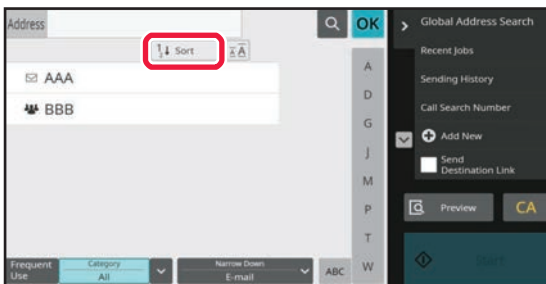 Address
OK
Sort
AAA
BBB
A
D
G
J
M
P
T
W
Frequent
Use
Category
All
Narrow Down
E-mail
ABC
Global Address Search
Recent Jobs
Sending History
Call Search Number
Add New
Send
Destination Link
Preview
CA
Start